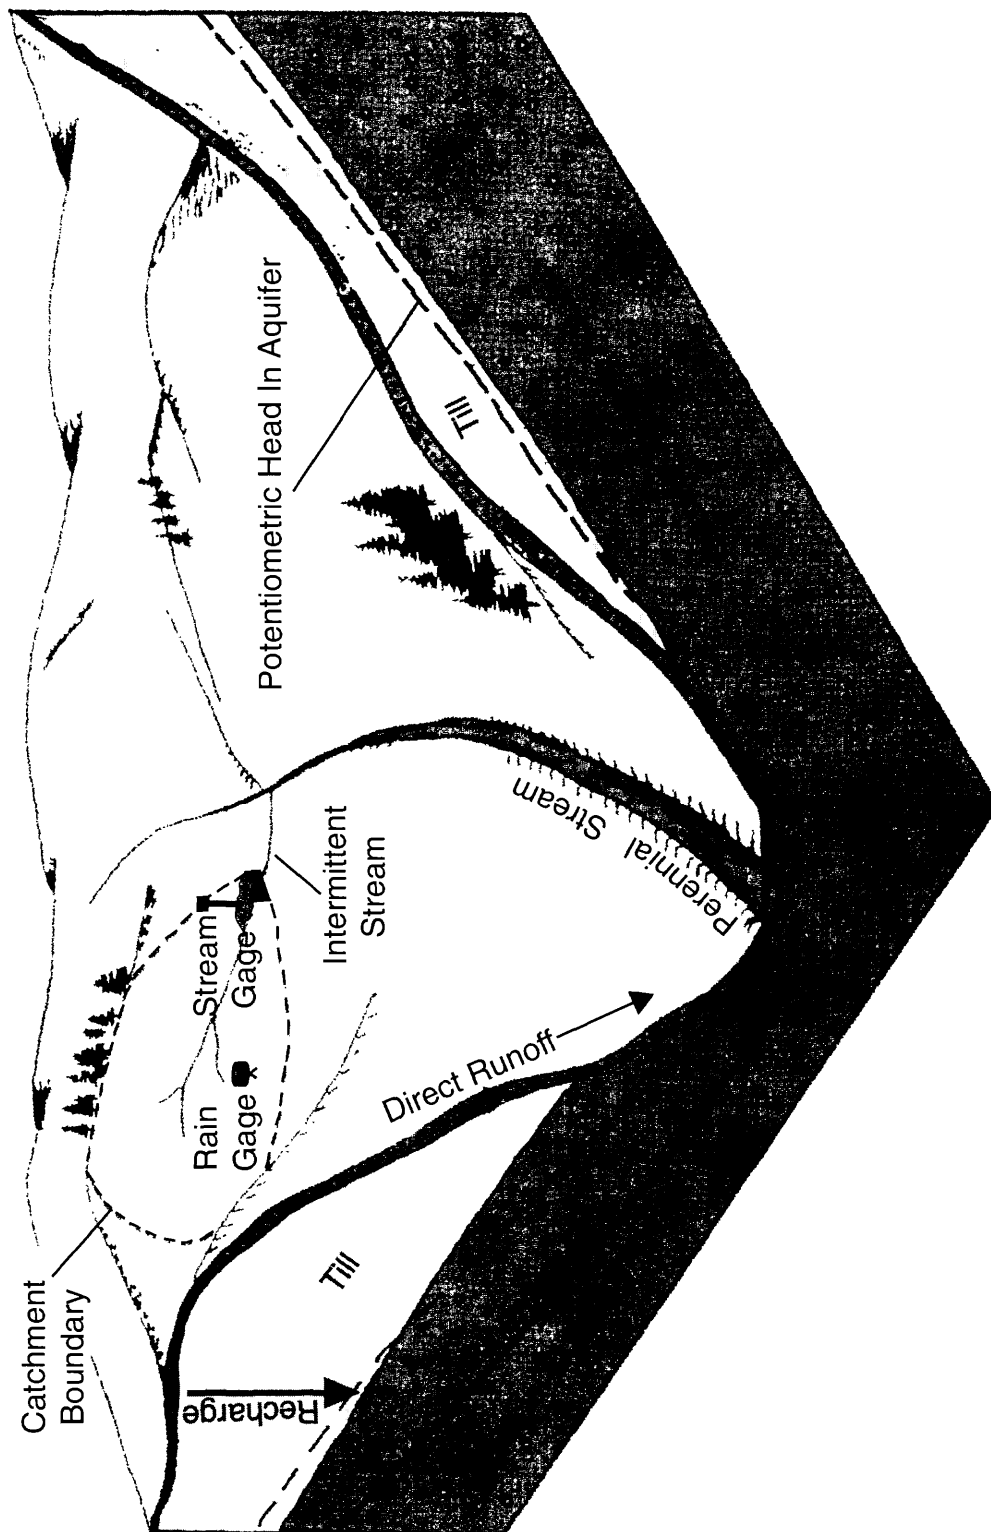 Catchment
Boundary
Rain
Gage
Stream
Gage
Intermittent
Stream
Potentiometric Head In Aquifer
Recharge
Till
Direct Runoff
Perennial Stream
Till